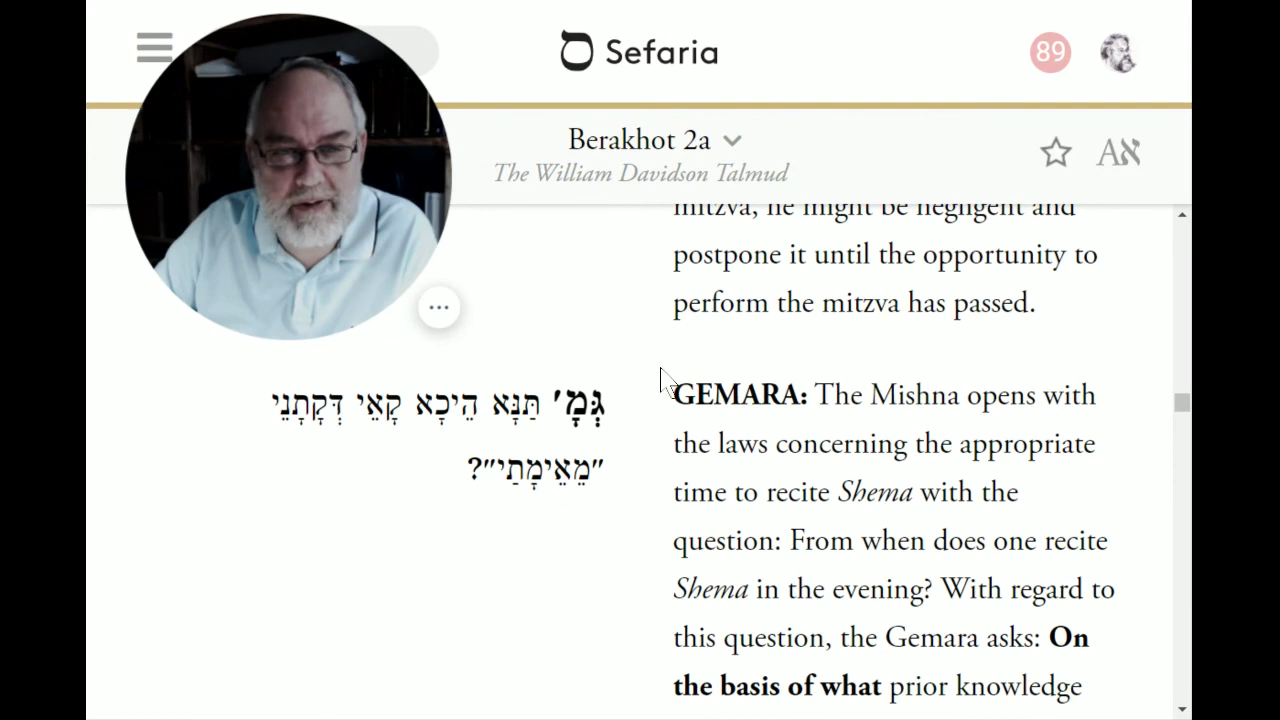 Sefaria
89
Berakhot 2a
The William Davidson Talmud
Aא
mitzva, he might be negligent and
postpone it until the opportunity to
perform the mitzva has passed.
גְּמָ׳ תַּנָּא הֵיכָא קָאֵי דְּקָתָנֵי
״מֵאֵימָתַי״?
GEMARA: The Mishna opens with
the laws concerning the appropriate
time to recite Shema with the
question: From when does one recite
Shema in the evening? With regard to
this question, the Gemara asks: On
the basis of what prior knowledge